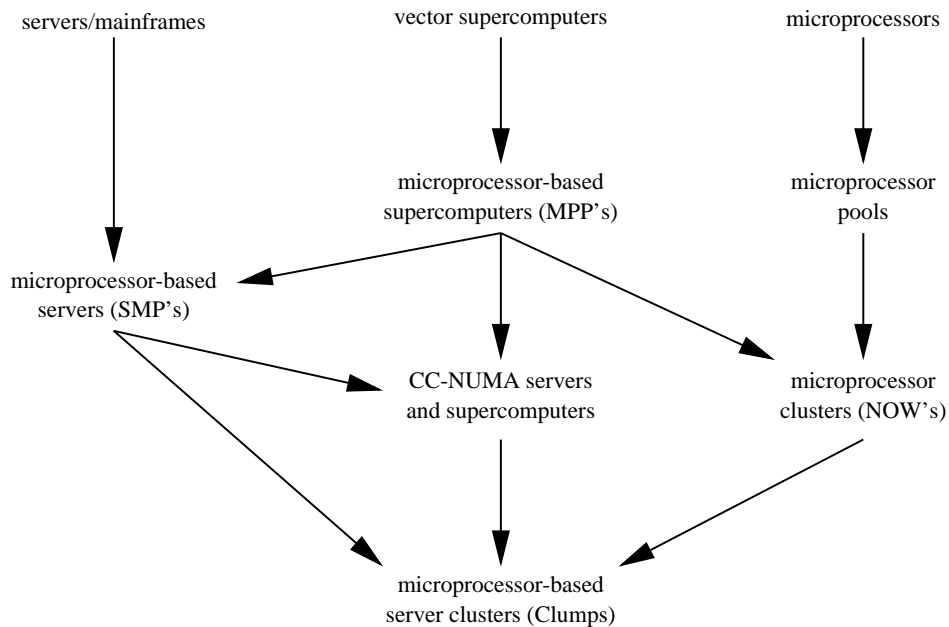 servers/mainframes
vector supercomputers
microprocessors
microprocessor-based
supercomputers (MPP's)
microprocessor
pools
microprocessor-based
servers (SMP's)
CC-NUMA servers
and supercomputers
microprocessor
clusters (NOW's)
microprocessor-based
server clusters (Clumps)